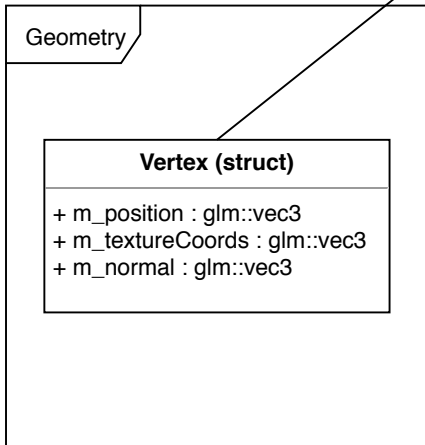 Geometry
Vertex (struct)
+ m_position : glm::vec3
+ m_textureCoords : glm::vec3
+ m_normal : glm::vec3